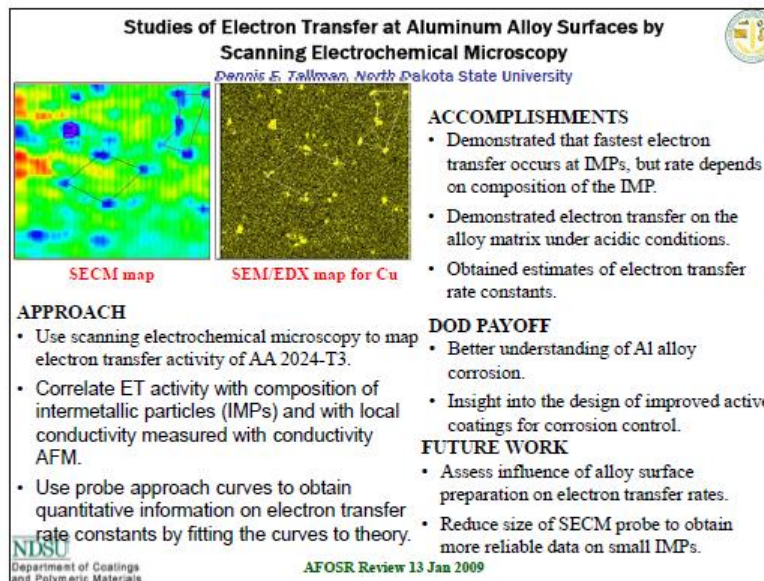 Studies of Electron Transfer at Aluminum Alloy Surfaces by
Scanning Electrochemical Microscopy
Dennis E. Tallman, North Dakota State University
SECM map
SEM/EDX map for Cu
APPROACH
• Use scanning electrochemical microscopy to map
electron transfer activity of AA 2024-T3.
• Correlate ET activity with composition of
intermetallic particles (IMPs) and with local
conductivity measured with conductivity
AFM.
• Use probe approach curves to obtain
quantitative information on electron transfer
rate constants by fitting the curves to theory.
ACCOMPLISHMENTS
• Demonstrated that fastest electron
transfer occurs at IMPs, but rate depends
on composition of the IMP.
• Demonstrated electron transfer on the
alloy matrix under acidic conditions.
• Obtained estimates of electron transfer
rate constants.
DOD PAYOFF
• Better understanding of Al alloy
corrosion.
• Insight into the design of improved active
coatings for corrosion control.
FUTURE WORK
• Assess influence of alloy surface
preparation on electron transfer rates.
• Reduce size of SECM probe to obtain
more reliable data on small IMPs.
NDSU
Department of Coatings
and Polymeric Materials
AFOSR Review 13 Jan 2009